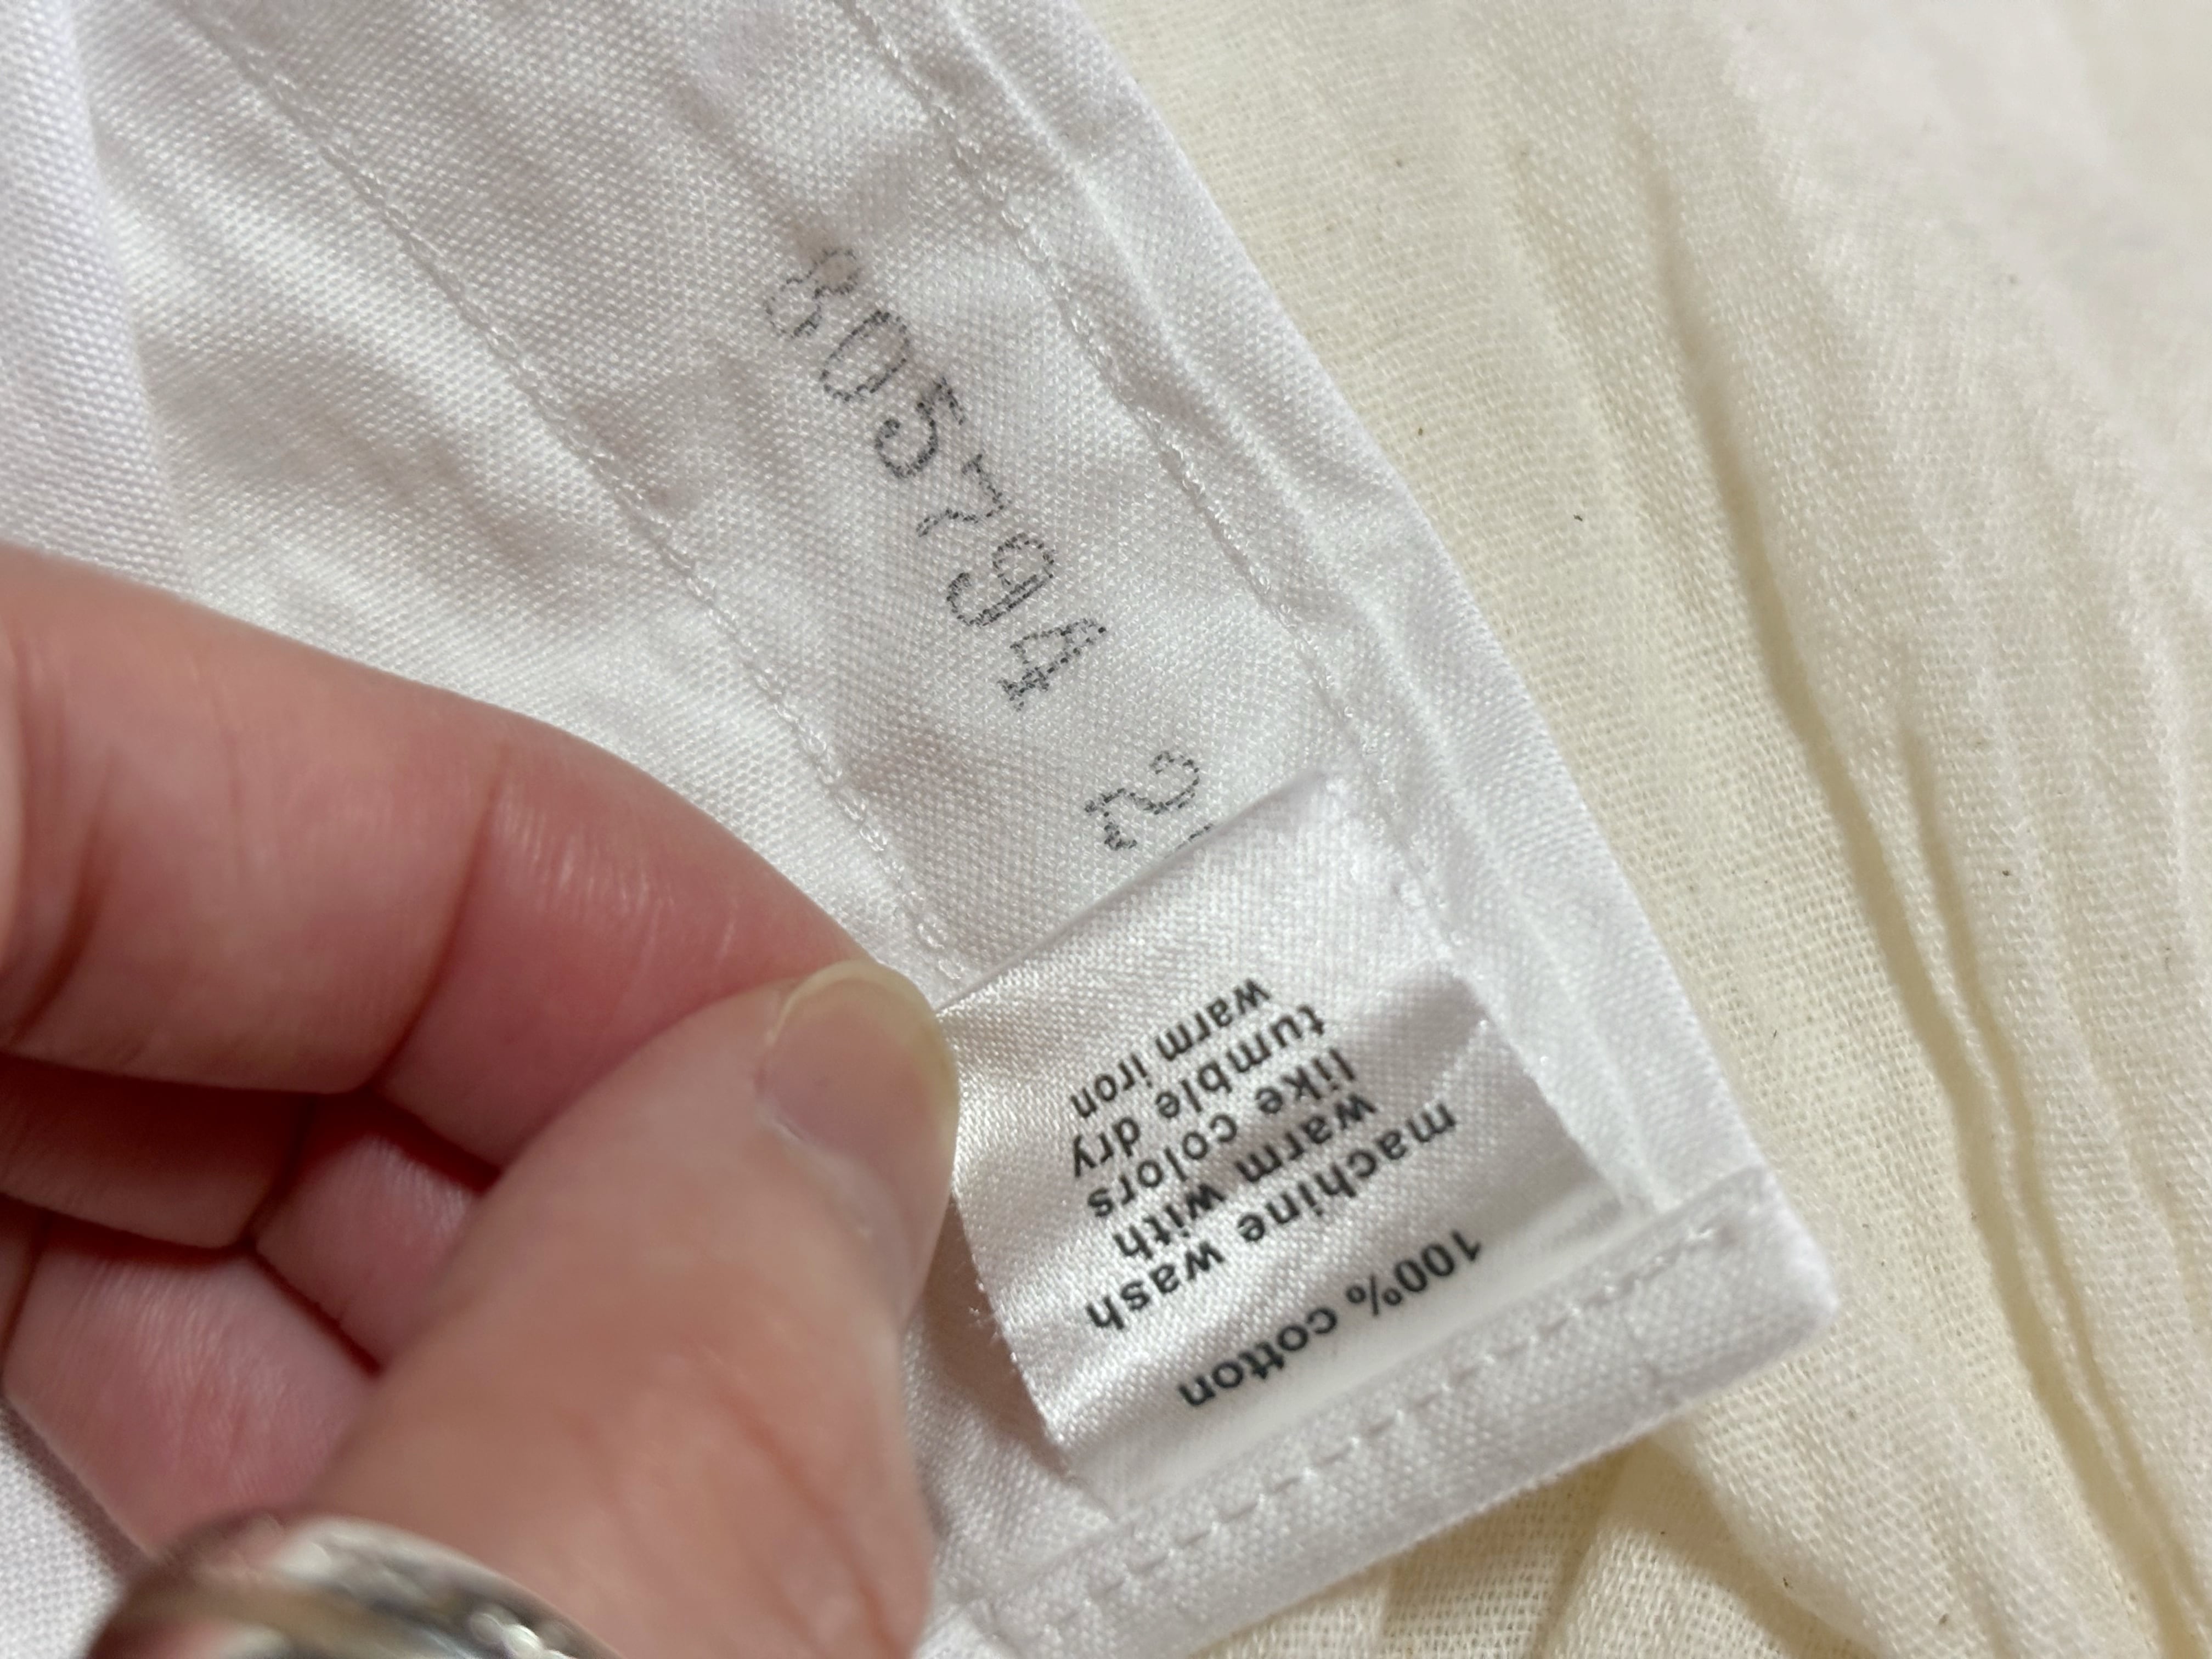 805794 2
100% cotton
machine wash
warm with
like colors
tumble dry
warm iron